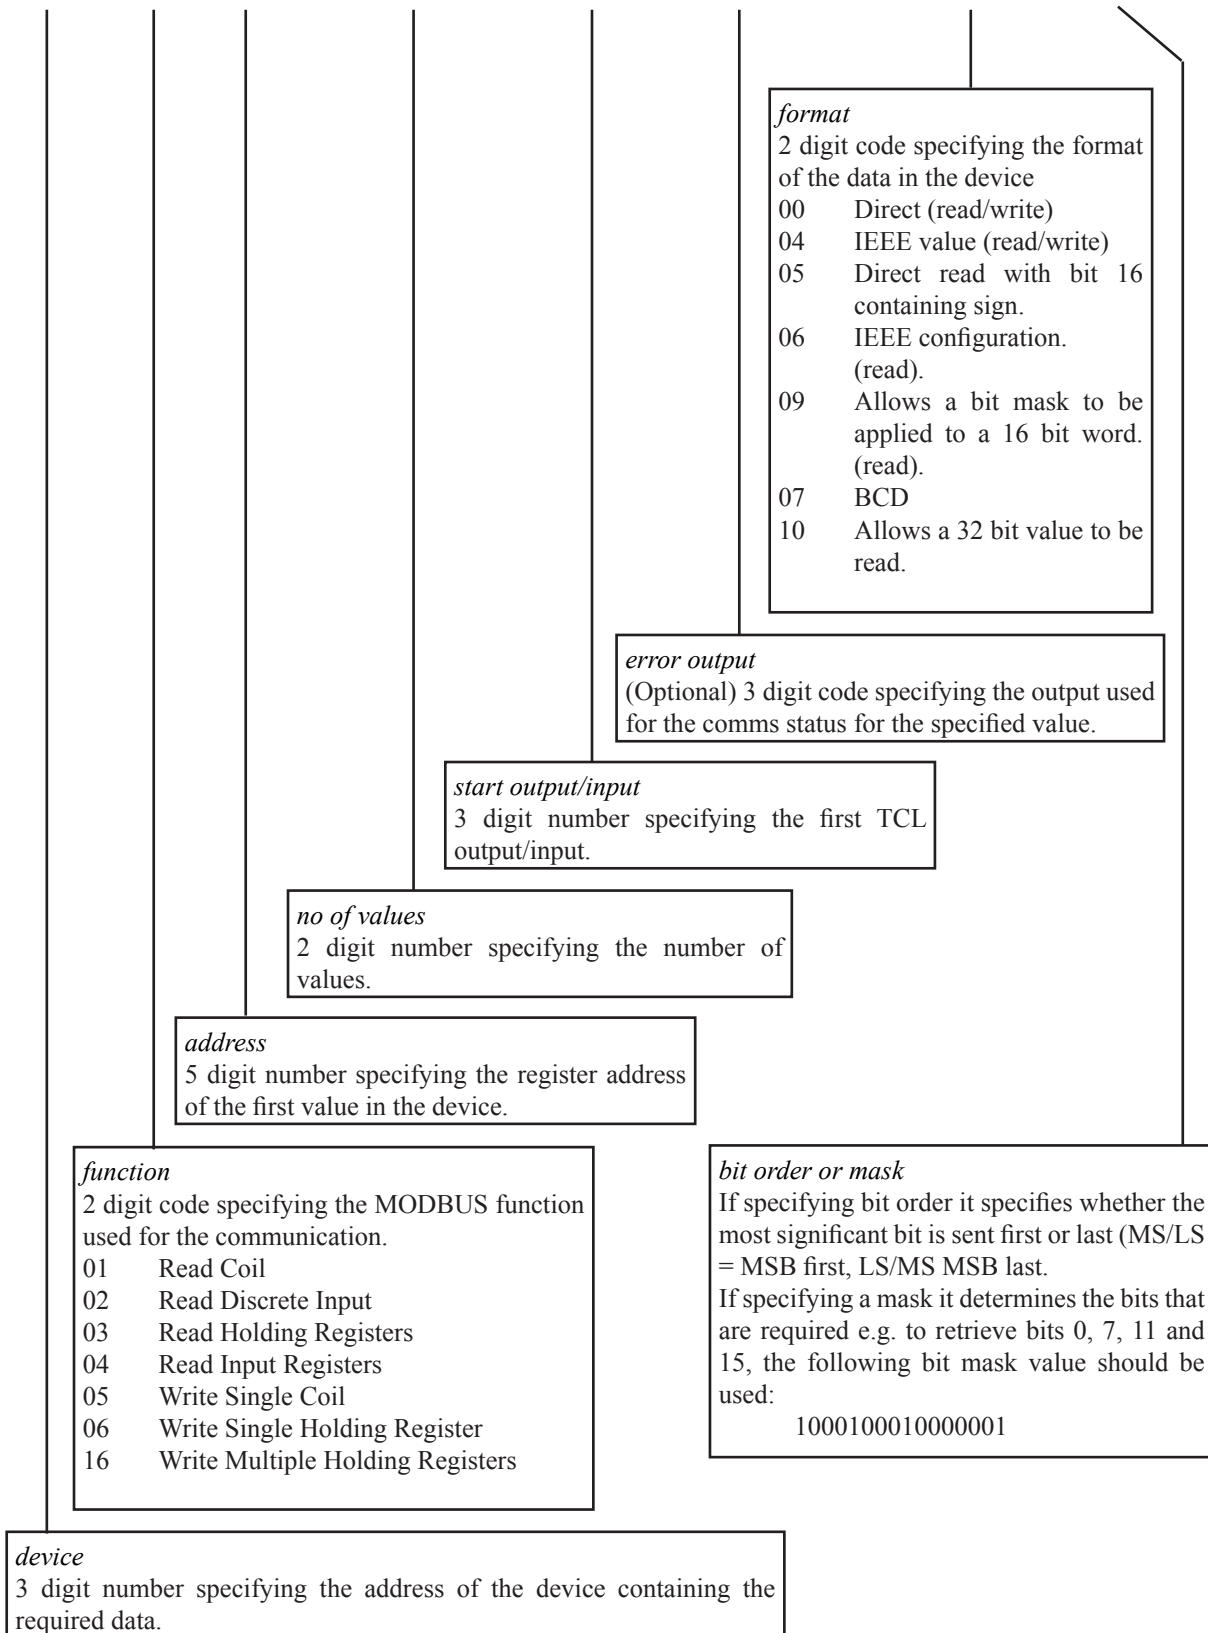 format
2 digit code specifying the format
of the data in the device
00 Direct (read/write)
04 IEEE value (read/write)
05 Direct read with bit 16
containing sign.
06 IEEE configuration.
(read).
09 Allows a bit mask to be
applied to a 16 bit word.
(read).
07 BCD
10 Allows a 32 bit value to be
read.
error output
(Optional) 3 digit code specifying the output used
for the comms status for the specified value.
start output/input
3 digit number specifying the first TCL
output/input.
no of values
2 digit number specifying the number of
values.
address
5 digit number specifying the register address
of the first value in the device.
function
2 digit code specifying the MODBUS function
used for the communication.
01 Read Coil
02 Read Discrete Input
03 Read Holding Registers
04 Read Input Registers
05 Write Single Coil
06 Write Single Holding Register
16 Write Multiple Holding Registers
bit order or mask
If specifying bit order it specifies whether the
most significant bit is sent first or last (MS/LS
= MSB first, LS/MS MSB last.
If specifying a mask it determines the bits that
are required e.g. to retrieve bits 0, 7, 11 and
15, the following bit mask value should be
used:
1000100010000001
device
3 digit number specifying the address of the device containing the
required data.